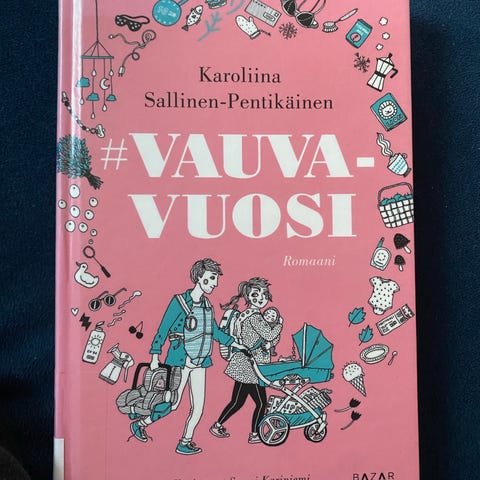 Karoliina
Sallinen-Pentikäinen
#VAUVA-
VUOSI
Romaani
BAZAR